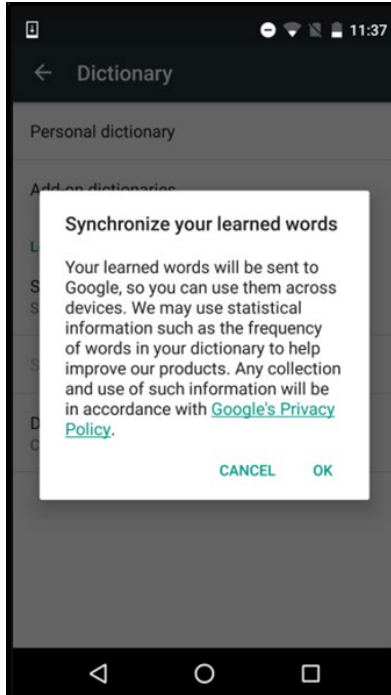 11:37
Dictionary
Personal dictionary
Add-on dictionaries
Synchronize your learned words
Your learned words will be sent to
Google, so you can use them across
devices. We may use statistical
information such as the frequency
of words in your dictionary to help
improve our products. Any collection
and use of such information will be
in accordance with Google's Privacy
Policy.
CANCEL OK